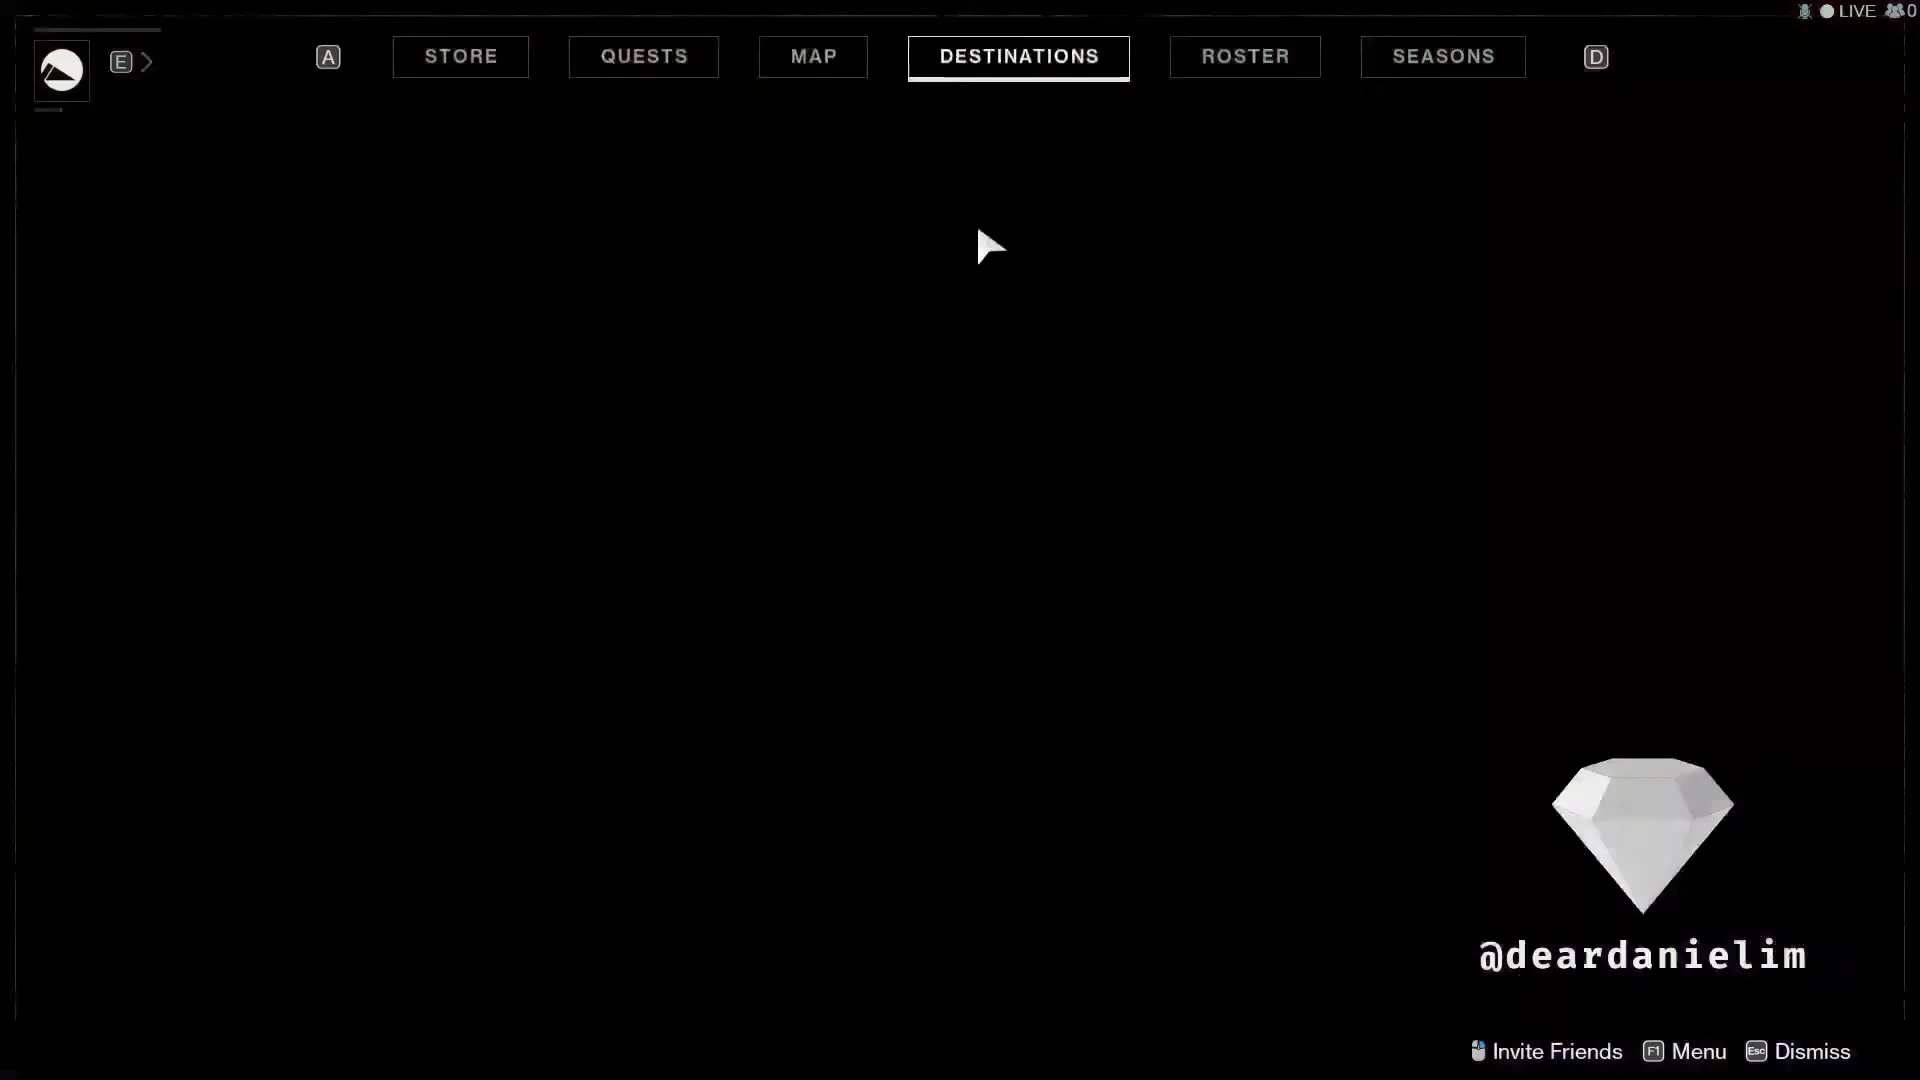 LIVE 0
E
A STORE QUESTS MAP DESTINATIONS ROSTER SEASONS D
@deardanielim
Invite Friends F1 Menu Esc Dismiss